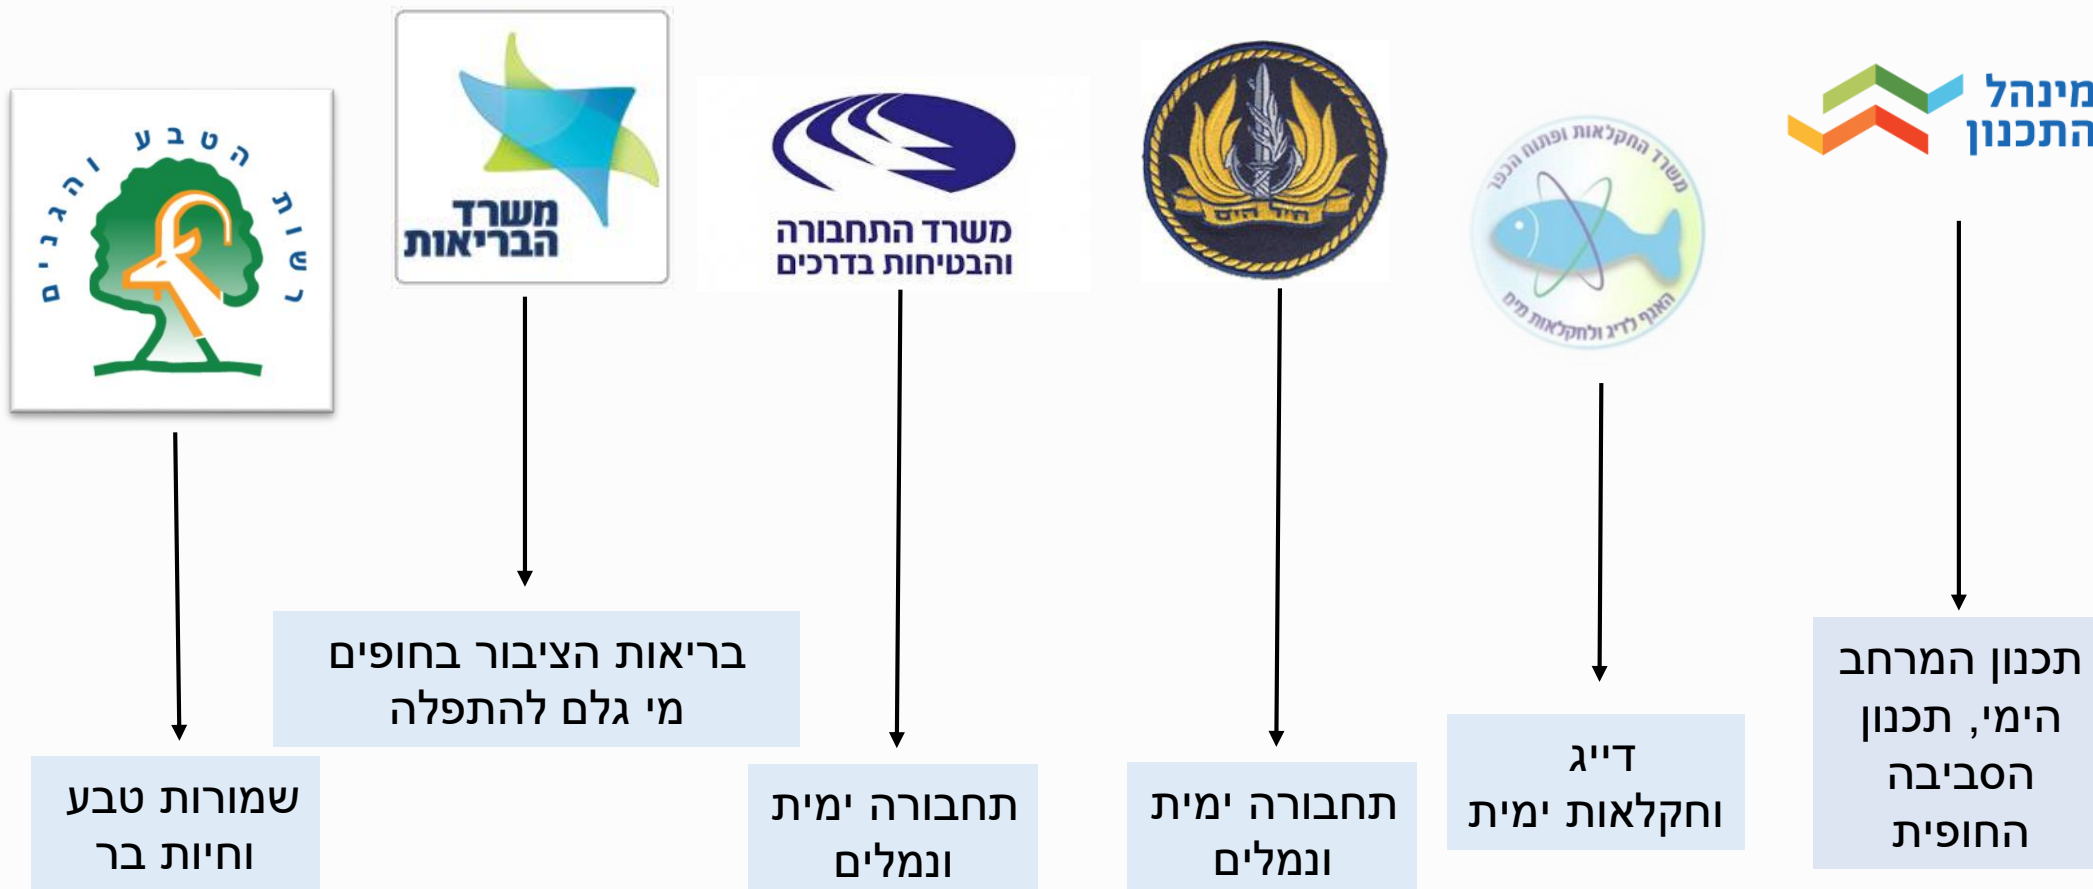 מינהל
התכנון
משרד החקלאות ופתוח הכפר
האגף לדיג ולחקלאות מים
חיל הים
משרד התחבורה
והבטיחות בדרכים
משרד
הבריאות
רשות הטבע והגנים
תכנון המרחב
הימי, תכנון
הסביבה
החופית
דייג
וחקלאות ימית
תחבורה ימית
ונמלים
תחבורה ימית
ונמלים
בריאות הציבור בחופים
מי גלם להתפלה
שמורות טבע
וחיות בר